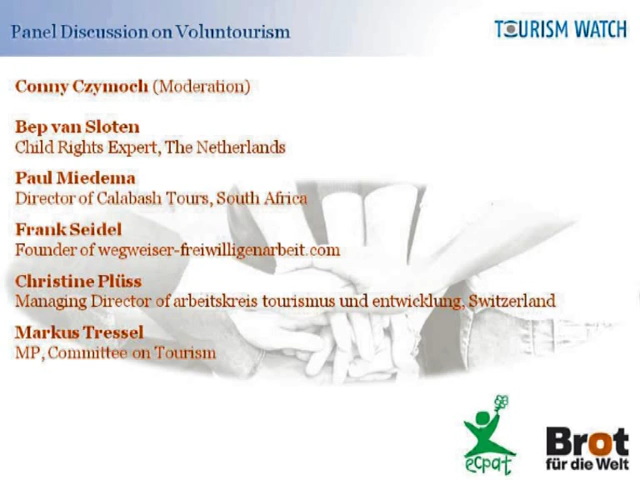 Panel Discussion on Voluntourism
TOURISM WATCH
Conny Czymoch (Moderation)
Bep van Sloten
Child Rights Expert, The Netherlands
Paul Miedema
Director of Calabash Tours, South Africa
Frank Seidel
Founder of wegweiser-freiwilligenarbeit.com
Christine Plüss
Managing Director of arbeitskreis tourismus und entwicklung, Switzerland
Markus Tressel
MP, Committee on Tourism
ecpat
Brot
für die Welt